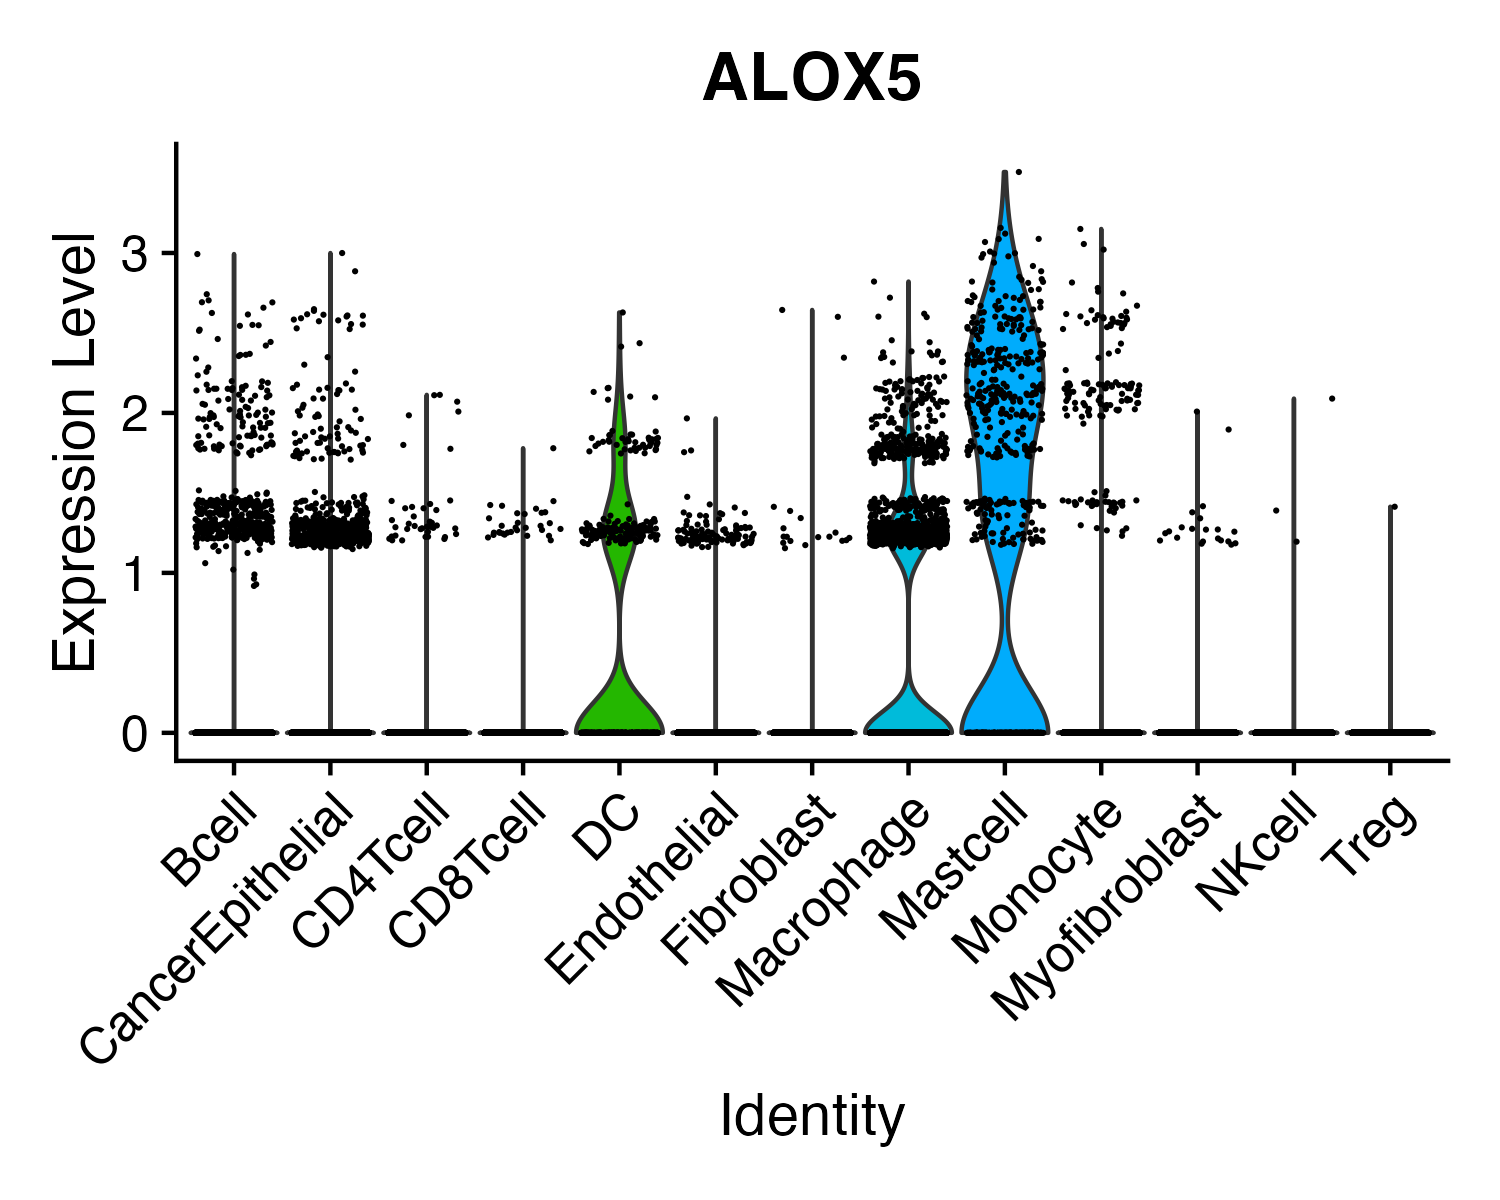 ALOX5
Expression Level
3
2
1
0
Bcell
CancerEpithelial
CD4Tcell
CD8Tcell
DC
Endothelial
Fibroblast
Macrophage
Mastcell
Monocyte
Myofibroblast
NKcell
Treg
Identity